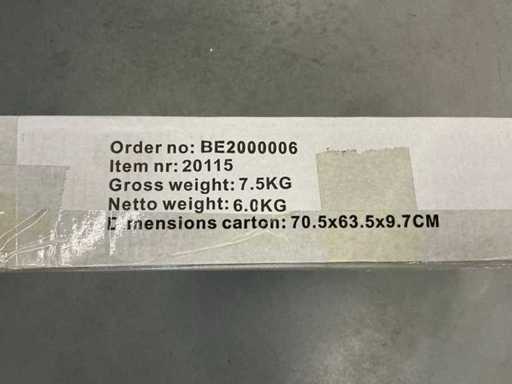 Order no: BE2000006
Item nr: 20115
Gross weight: 7.5KG
Netto weight: 6.0KG
Dimensions carton: 70.5x63.5x9.7CM